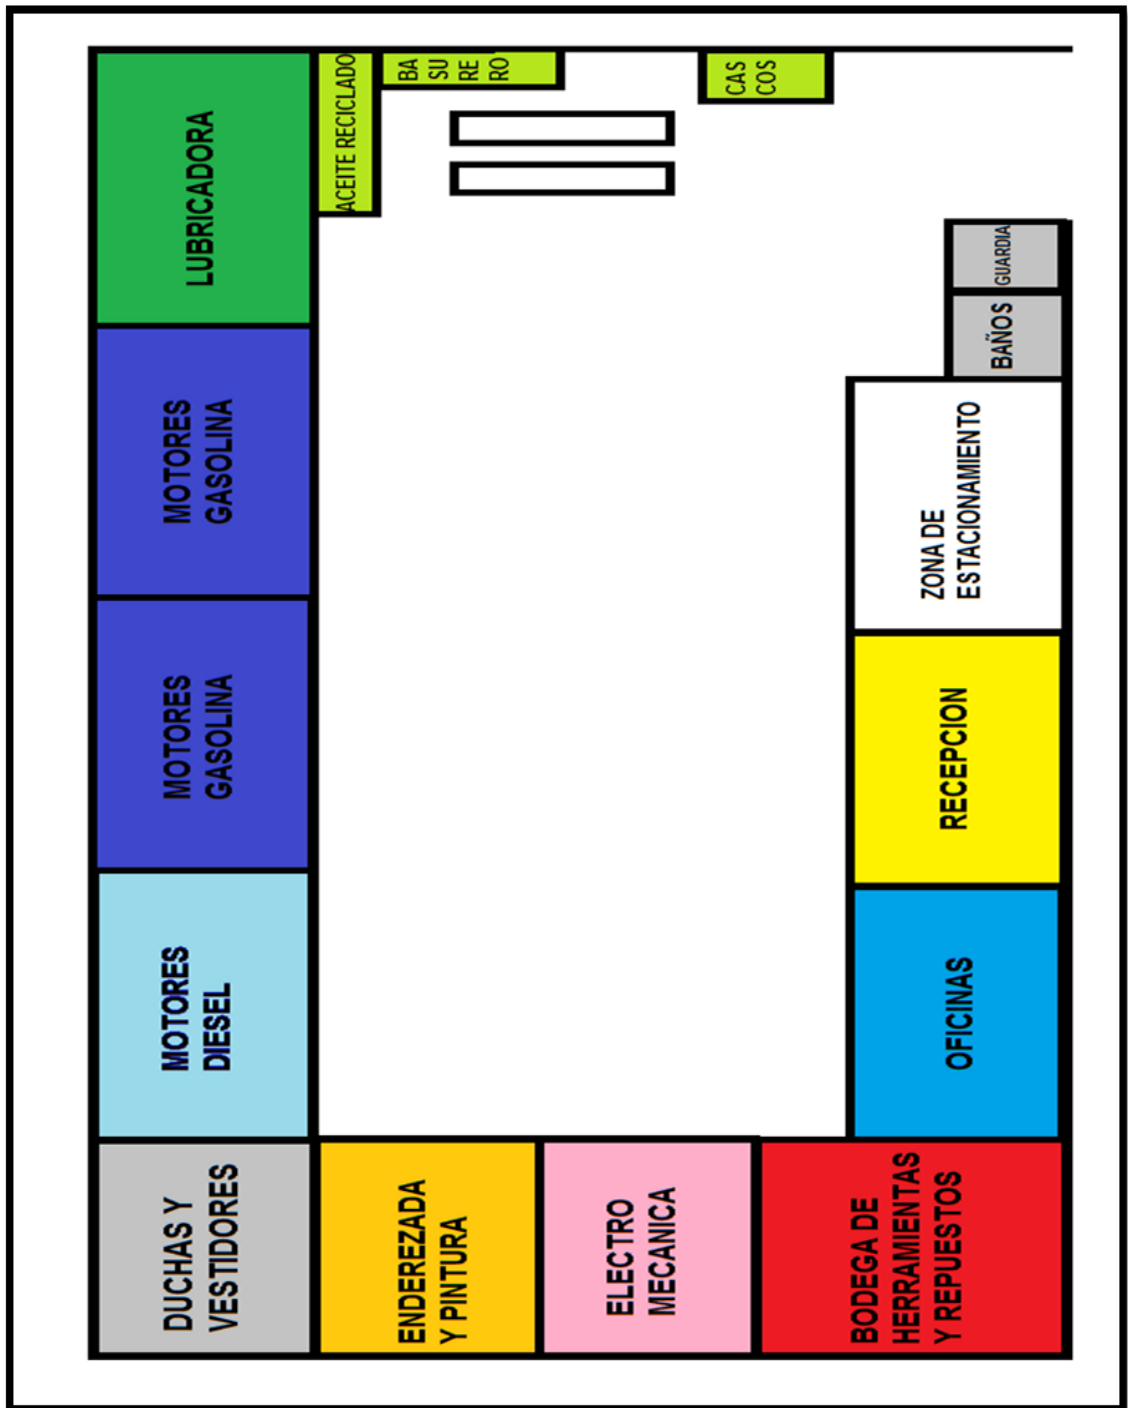 LUBRICADORA
ACEITE RECICLADO
BA
SU
RE
RO
CAS
COS
MOTORES
GASOLINA
GUARDIA
BAÑOS
MOTORES
GASOLINA
ZONA DE
ESTACIONAMIENTO
RECEPCION
MOTORES
DIESEL
OFICINAS
DUCHAS Y
VESTIDORES
ENDEREZADA
Y PINTURA
ELECTRO
MECANICA
BODEGA DE
HERRAMIENTAS
Y REPUESTOS